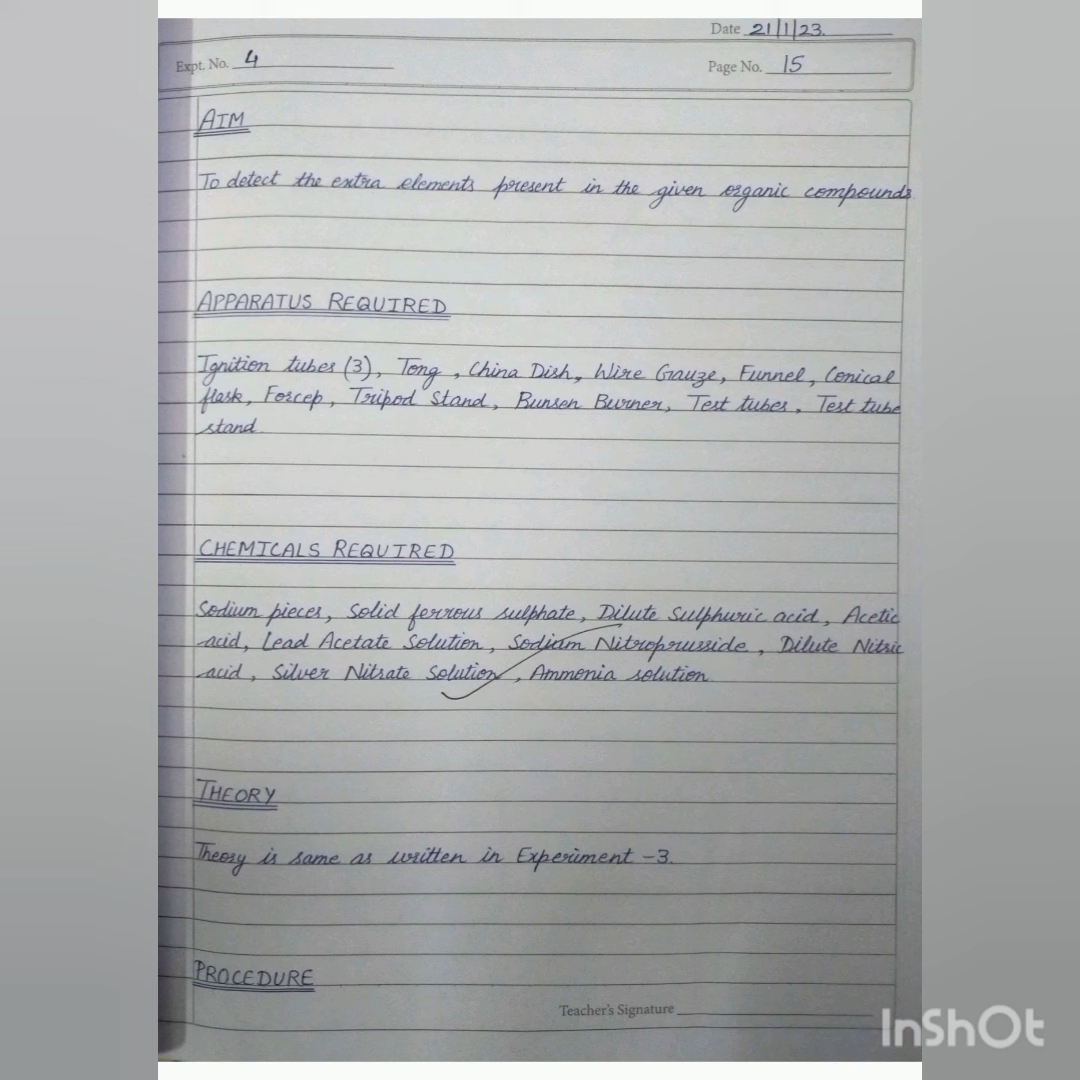 Date 21/1/23.
Expt. No. 4
Page No. 15
AIM
To detect the extra elements present in the given organic compounds
APPARATUS REQUIRED
Ignition tubes (3), Tong, China Dish, Wire Gauze, Funnel, Conical
flask, Forcep, Tripod Stand, Bunsen Burner, Test tubes, Test tube
stand
CHEMICALS REQUIRED
Sodium pieces, Solid ferrous sulphate, Dilute Sulphuric acid, Acetic
acid, Lead Acetate Solution, Sodium Nitroprusside, Dilute Nitric
acid, Silver Nitrate Solution, Ammonia solution
THEORY
Theory is same as written in Experiment -3.
PROCEDURE
Teacher's Signature
InShOt